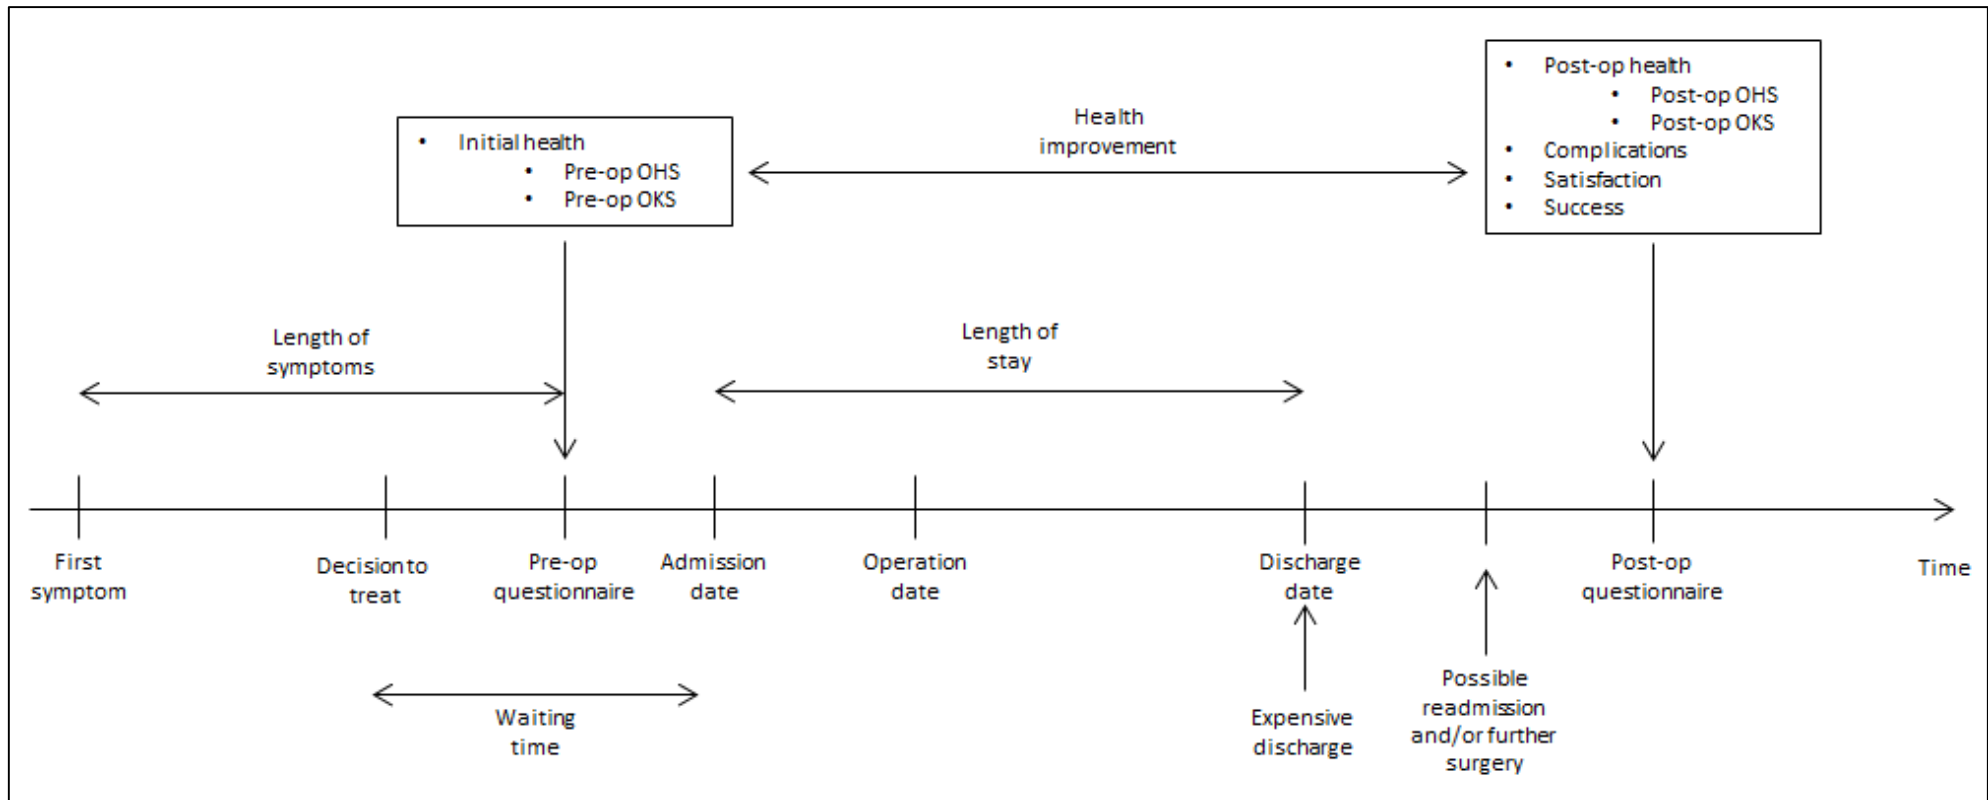 • Initial health
• Pre-op OHS
• Pre-op OKS
Health
improvement
• Post-op health
• Post-op OHS
• Post-op OKS
• Complications
• Satisfaction
• Success
Length of
symptoms
Length of
stay
First
symptom
Decision to
treat
Pre-op
questionnaire
Admission
date
Operation
date
Discharge
date
Post-op
questionnaire
Time
Waiting
time
Expensive
discharge
Possible
readmission
and/or further
surgery